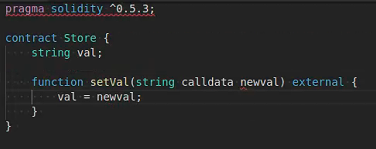 pragma solidity ^0.5.3;
contract Store {
    string val;
    function setVal(string calldata newval) external {
        val = newval;
    }
}